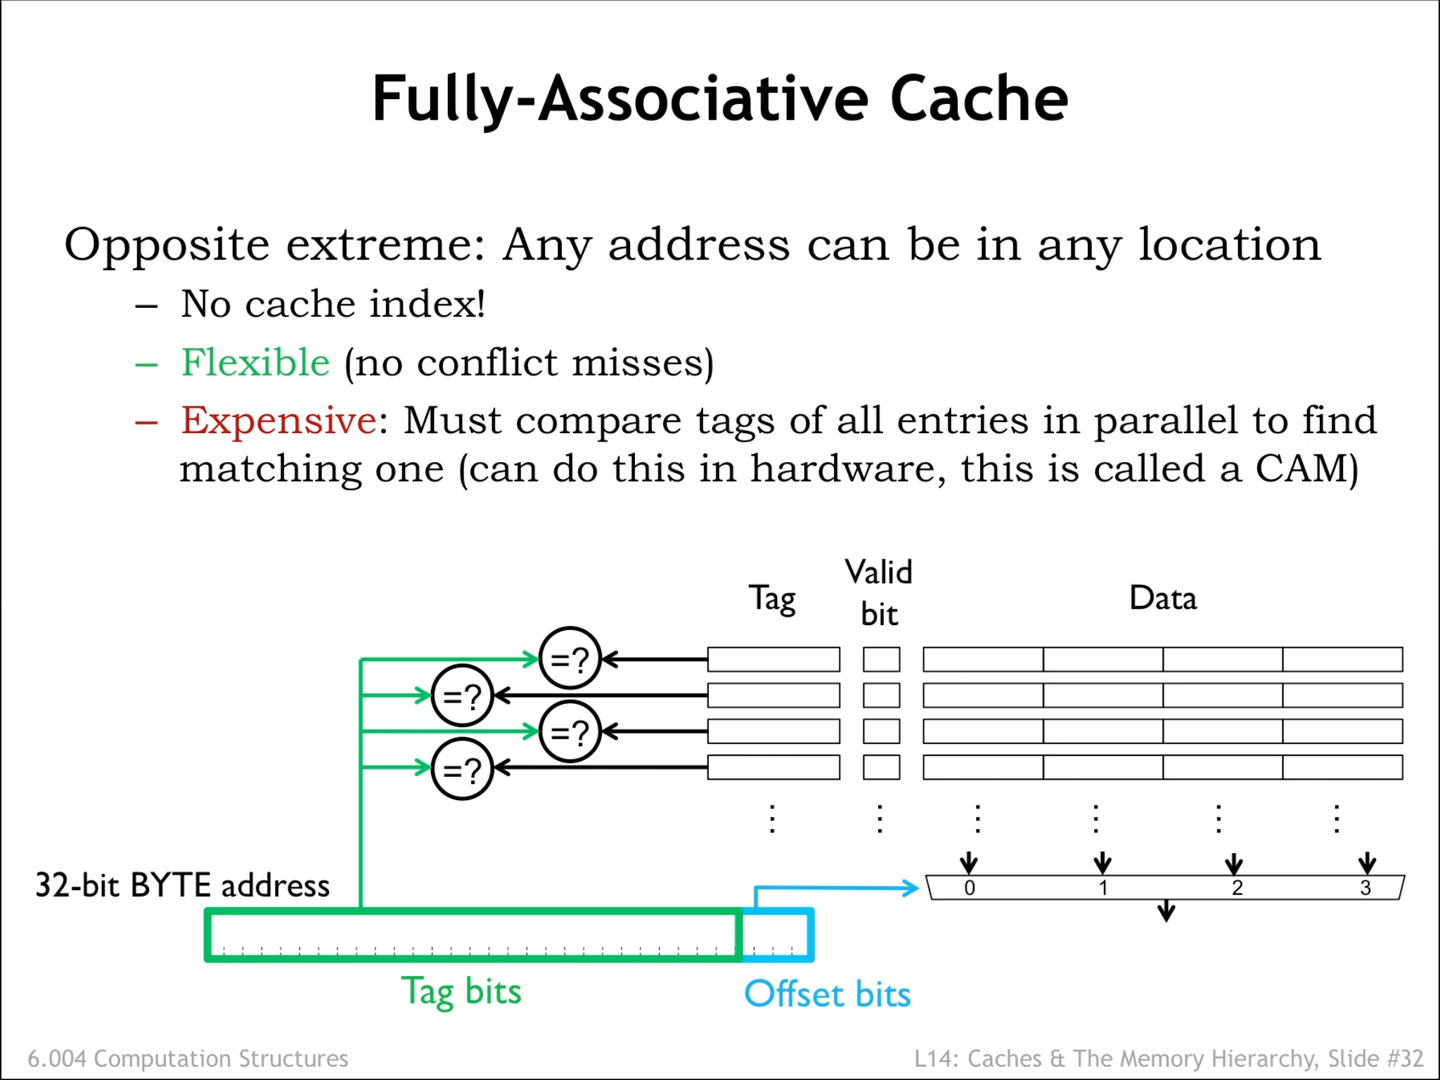 Fully-Associative Cache
Opposite extreme: Any address can be in any location
– No cache index!
– Flexible (no conflict misses)
– Expensive: Must compare tags of all entries in parallel to find
matching one (can do this in hardware, this is called a CAM)
Tag
Valid
bit
Data
=?
=?
=?
=?
32-bit BYTE address
0 1 2 3
Tag bits
Offset bits
6.004 Computation Structures
L14: Caches & The Memory Hierarchy, Slide #32